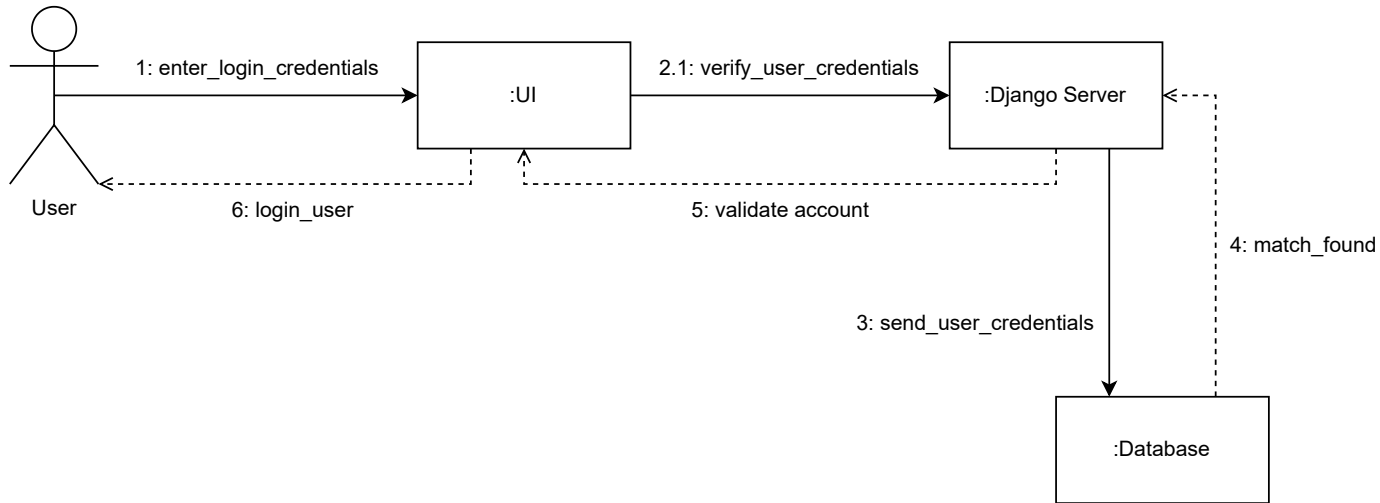 1: enter_login_credentials
2.1: verify_user_credentials
:UI
:Django Server
User
6: login_user
5: validate account
4: match_found
3: send_user_credentials
:Database